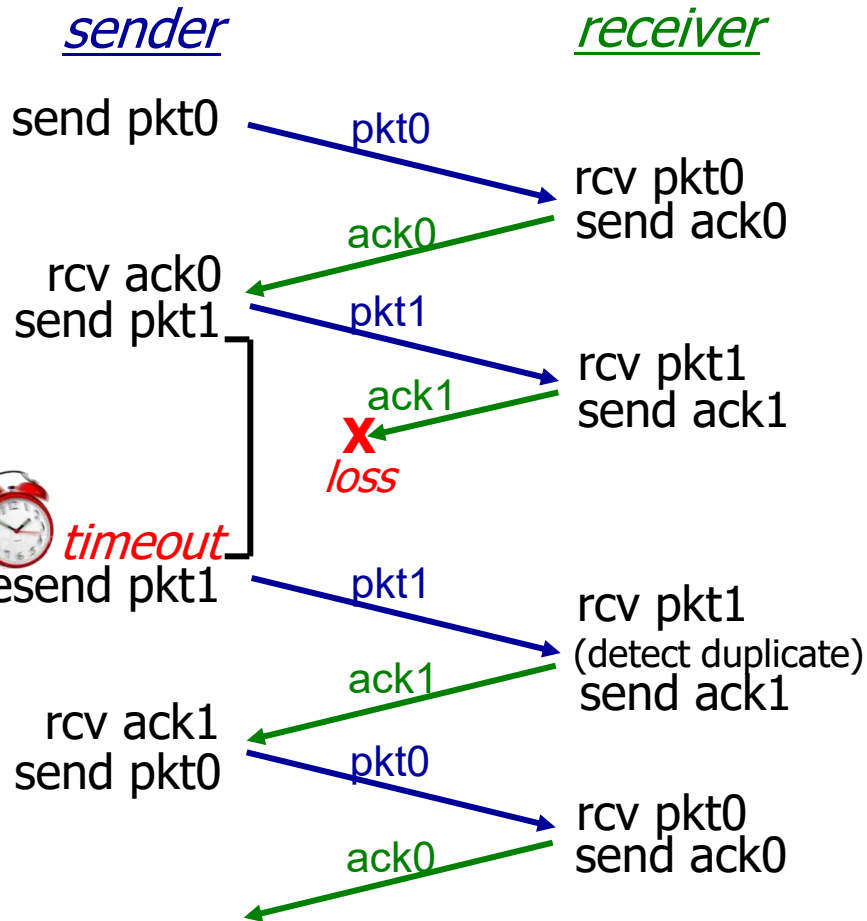 sender
receiver
send pkt0
pkt0
rcv pkt0
send ack0
ack0
rcv ack0
send pkt1
pkt1
rcv pkt1
send ack1
ack1
X
loss
timeout
esend pkt1
pkt1
rcv pkt1
(detect duplicate)
send ack1
ack1
rcv ack1
send pkt0
pkt0
rcv pkt0
send ack0
ack0